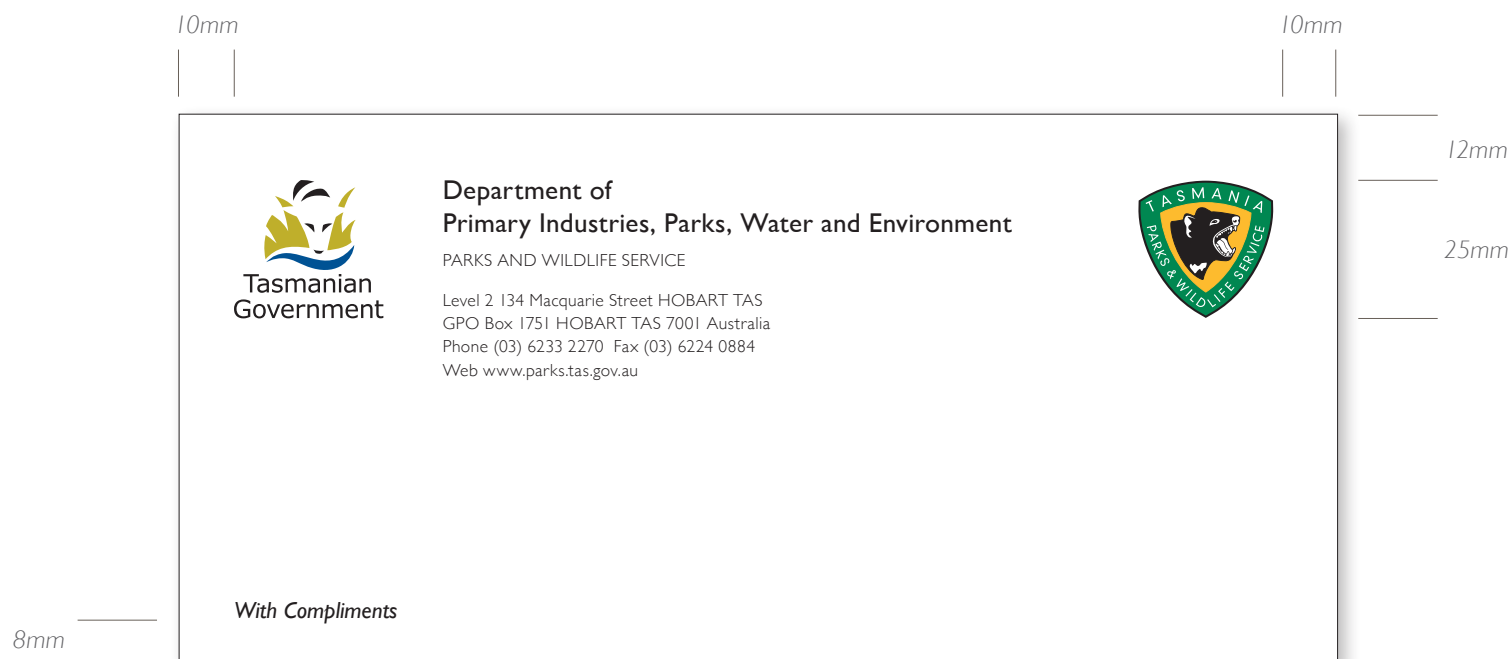 10mm
10mm
12mm
25mm
Tasmanian
Government
Department of
Primary Industries, Parks, Water and Environment
PARKS AND WILDLIFE SERVICE
Level 2 134 Macquarie Street HOBART TAS
GPO Box 1751 HOBART TAS 7001 Australia
Phone (03) 6233 2270  Fax (03) 6224 0884
Web www.parks.tas.gov.au
TASMANIA
PARKS & WILDLIFE SERVICE
With Compliments
8mm